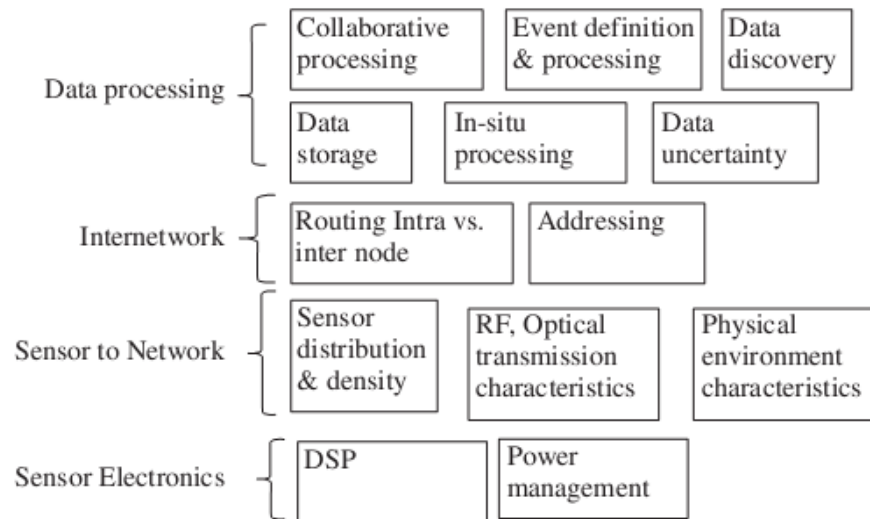 Data processing
Collaborative
processing
Event definition
& processing
Data
discovery
Data
storage
In-situ
processing
Data
uncertainty
Internetwork
Routing Intra vs.
inter node
Addressing
Sensor to Network
Sensor
distribution
& density
RF, Optical
transmission
characteristics
Physical
environment
characteristics
Sensor Electronics
DSP
Power
management